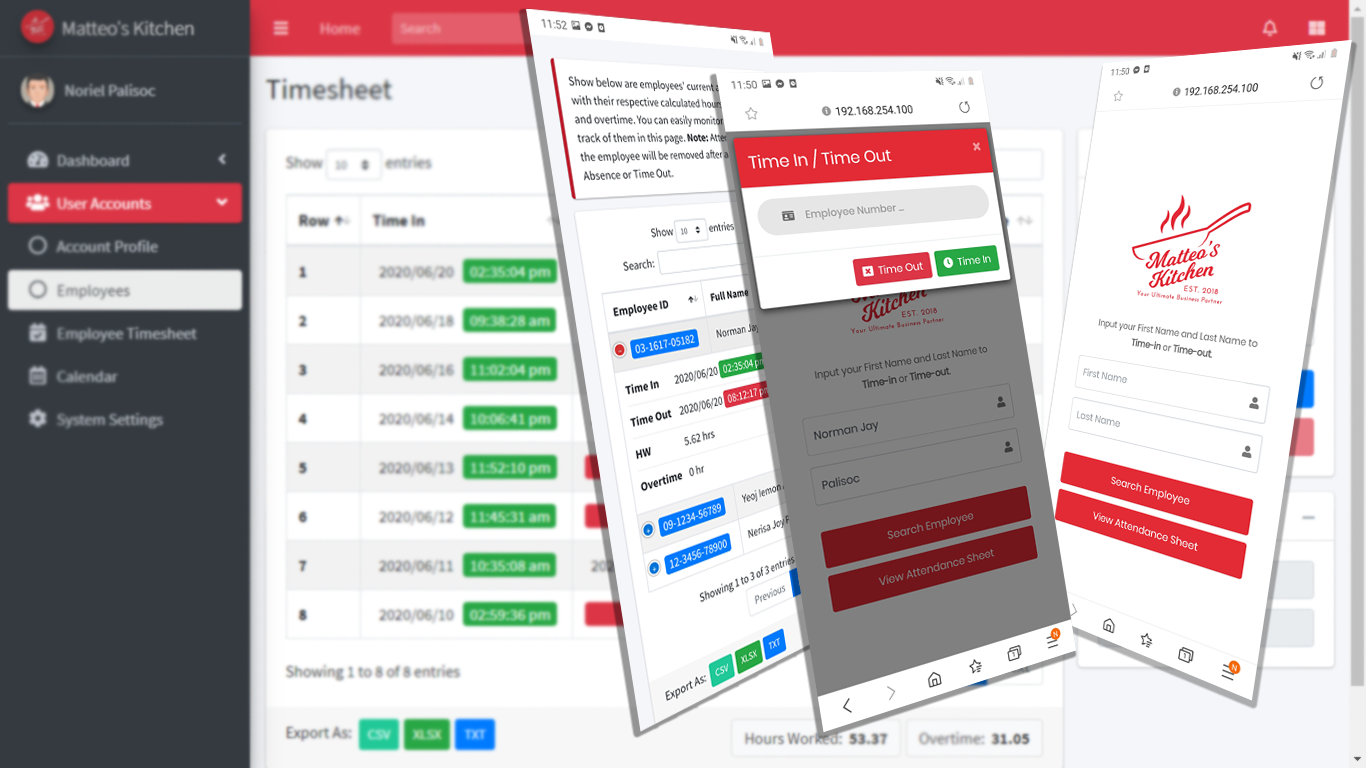 Matteo's Kitchen
Home
Search
Noriel Palisoc
Dashboard
User Accounts
Account Profile
Employees
Employee Timesheet
Calendar
System Settings
Timesheet
Show 10 entries
Row Time In
1 2020/06/20 02:35:04 pm
2 2020/06/18 09:38:28 am
3 2020/06/16 11:02:04 pm
4 2020/06/14 10:06:41 pm
5 2020/06/13 11:52:10 pm
6 2020/06/12 11:45:31 am
7 2020/06/11 10:35:08 am 202
8 2020/06/10 02:59:36 pm
Showing 1 to 8 of 8 entries
Export As: CSV XLSX TXT
Hours Worked: 53.37 Overtime: 31.05
11:52
Show below are employees' current a
with their respective calculated hours
and overtime. You can easily monitor
track of them in this page. Note: Atte
the employee will be removed after a
Absence or Time Out.
Show 10 entries
Search:
Employee ID Full Name
03-1617-05182 Norman Jay
Time In 2020/06/20 02:35:04 pm
Time Out 2020/06/20 08:12:17 p
HW 5.62 hrs
Overtime 0 hr
09-1234-56789 Yeoj lemon
12-3456-78900 Nerisa Joy
Showing 1 to 3 of 3 entries
Previous
Export As: CSV XLSX TXT
11:50
192.168.254.100
Time In / Time Out ×
Employee Number ...
Time Out Time In
Kitchen
EST. 2018
Your Ultimate Business Partner
Input your First Name and Last Name to
Time-in or Time-out.
Norman Jay
Palisoc
Search Employee
View Attendance Sheet
1
N
11:50
192.168.254.100
Matteo's
Kitchen
EST. 2018
Your Ultimate Business Partner
Input your First Name and Last Name to
Time-in or Time-out.
First Name
Last Name
Search Employee
View Attendance Sheet
1
N